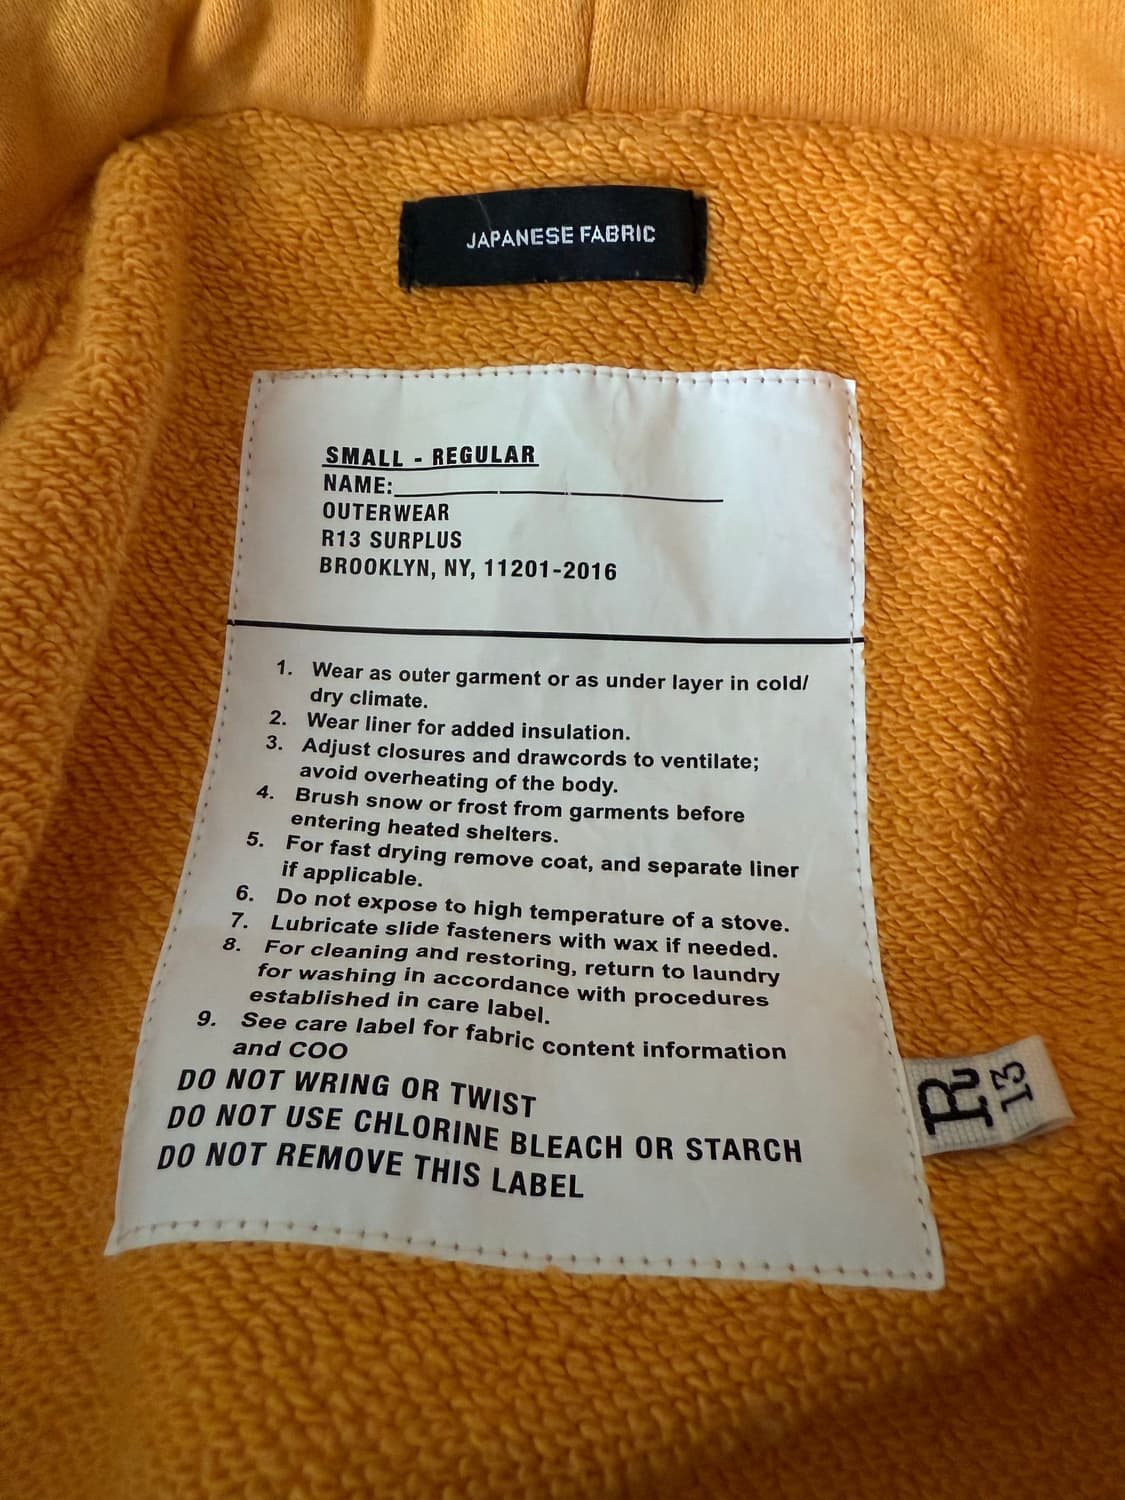 JAPANESE FABRIC
SMALL - REGULAR
NAME:
OUTERWEAR
R13 SURPLUS
BROOKLYN, NY, 11201-2016
1. Wear as outer garment or as under layer in cold/
dry climate.
2. Wear liner for added insulation.
3. Adjust closures and drawcords to ventilate;
avoid overheating of the body.
4. Brush snow or frost from garments before
entering heated shelters.
5. For fast drying remove coat, and separate liner
if applicable.
6. Do not expose to high temperature of a stove.
7. Lubricate slide fasteners with wax if needed.
8. For cleaning and restoring, return to laundry
for washing in accordance with procedures
established in care label.
9. See care label for fabric content information
and COO
DO NOT WRING OR TWIST
DO NOT USE CHLORINE BLEACH OR STARCH
DO NOT REMOVE THIS LABEL
R
13